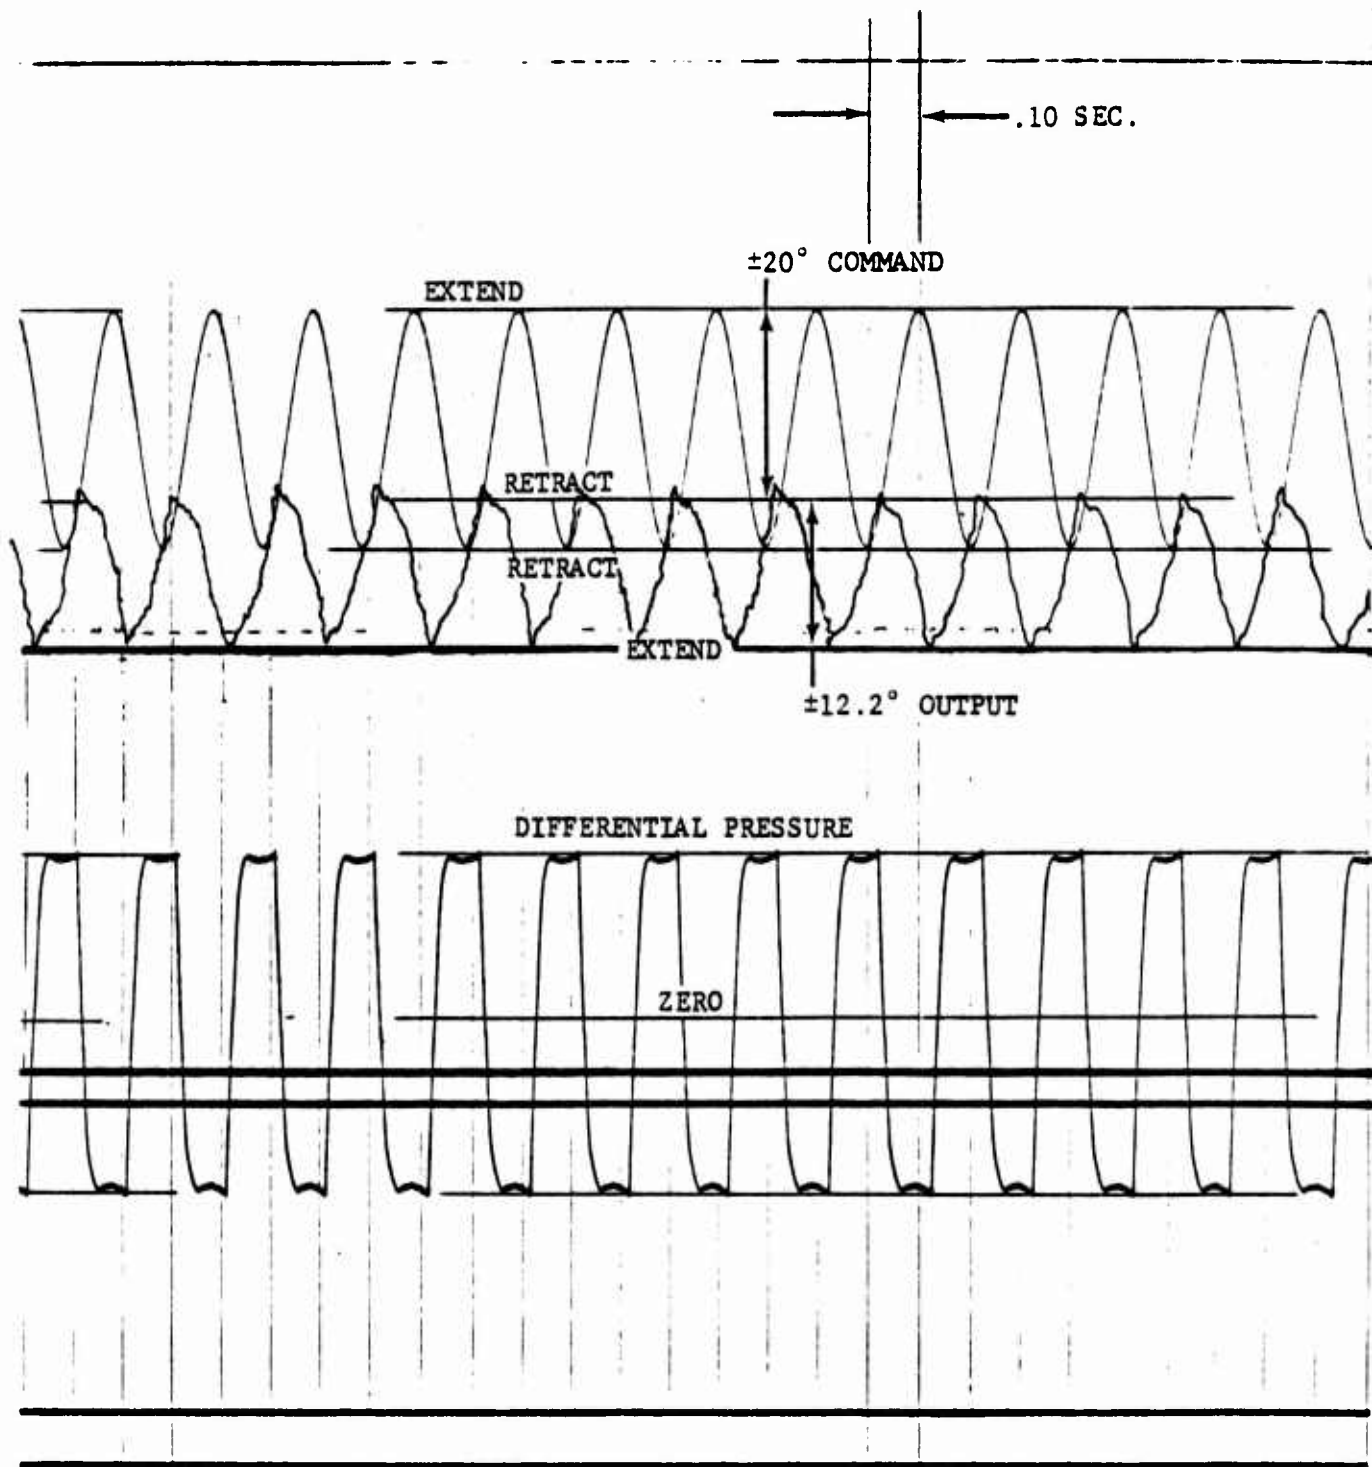 .10 SEC.
±20° COMMAND
EXTEND
RETRACT
RETRACT
EXTEND
±12.2° OUTPUT
DIFFERENTIAL PRESSURE
ZERO